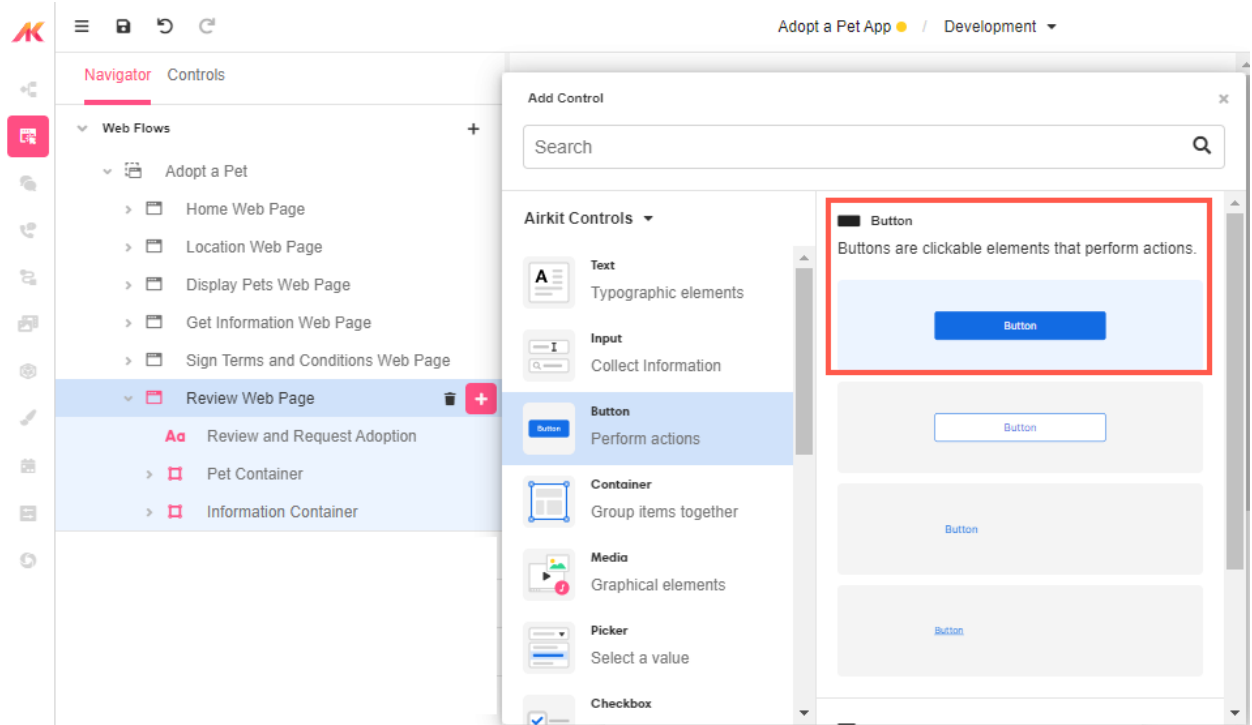 Adopt a Pet App / Development
Navigator Controls
Web Flows
Adopt a Pet
Home Web Page
Location Web Page
Display Pets Web Page
Get Information Web Page
Sign Terms and Conditions Web Page
Review Web Page
Aa Review and Request Adoption
Pet Container
Information Container
Add Control
Search
Airkit Controls
A
Text
Typographic elements
Input
Collect Information
Button
Button
Perform actions
Container
Group items together
Media
Graphical elements
Picker
Select a value
Checkbox
Button
Buttons are clickable elements that perform actions.
Button
Button
Button
Button